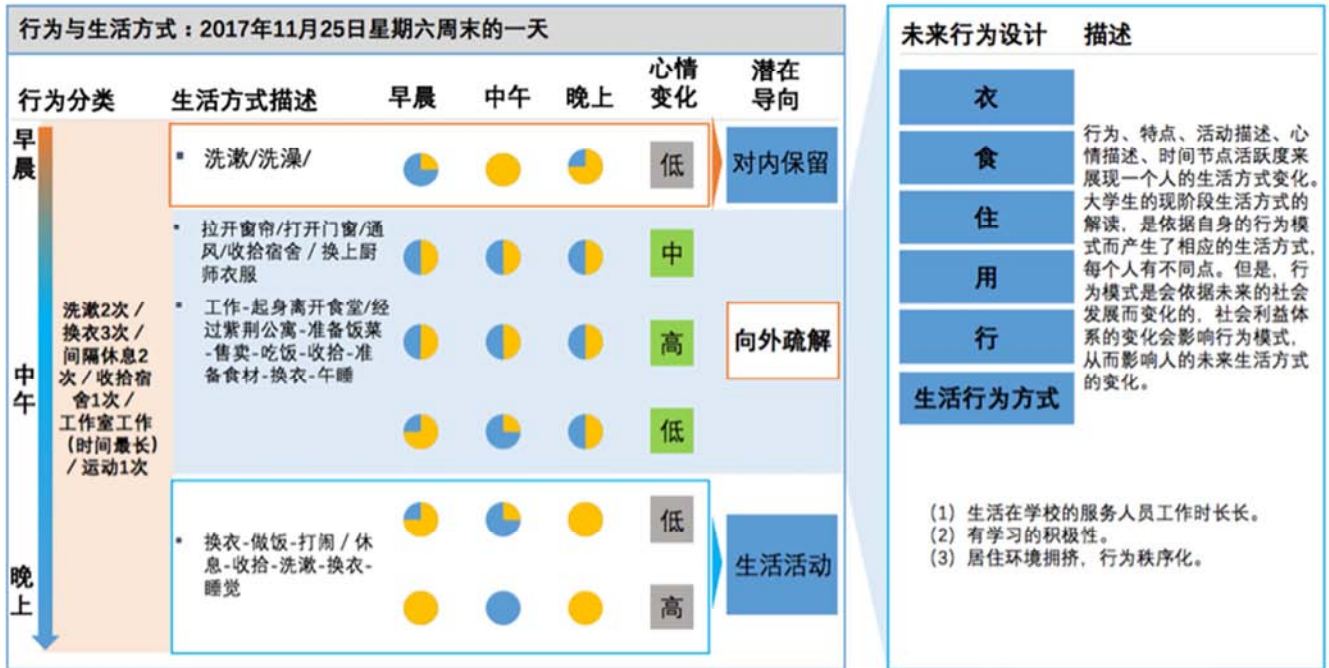 行为与生活方式：2017年11月25日星期六周末的一天
行为分类
生活方式描述
早晨
中午
晚上
心情
变化
潜在
导向
早
晨
中
午
晚
上
洗漱2次 /
换衣3次 /
间隔休息2
次 / 收拾宿
舍1次 /
工作室工作
(时间最长)
/ 运动1次
▪ 洗漱/洗澡/
低
对内保留
▪ 拉开窗帘/打开门窗/通
风/收拾宿舍 / 换上厨
师衣服
中
▪ 工作-起身离开食堂/经
过紫荆公寓-准备饭菜
-售卖-吃饭-收拾-准
备食材-换衣-午睡
高
向外疏解
低
▪ 换衣-做饭-打闹 / 休
息-收拾-洗漱-换衣-
睡觉
低
高
生活活动
未来行为设计
描述
衣
食
住
用
行
生活行为方式
行为、特点、活动描述、心
情描述、时间节点活跃度来
展现一个人的生活方式变化。
大学生的现阶段生活方式的
解读，是依据自身的行为模
式而产生了相应的生活方式，
每个人有不同点。但是，行
为模式是会依据未来的社会
发展而变化的，社会利益体
系的变化会影响行为模式，
从而影响人的未来生活方式
的变化。
(1) 生活在学校的服务人员工作时长长。
(2) 有学习的积极性。
(3) 居住环境拥挤，行为秩序化。